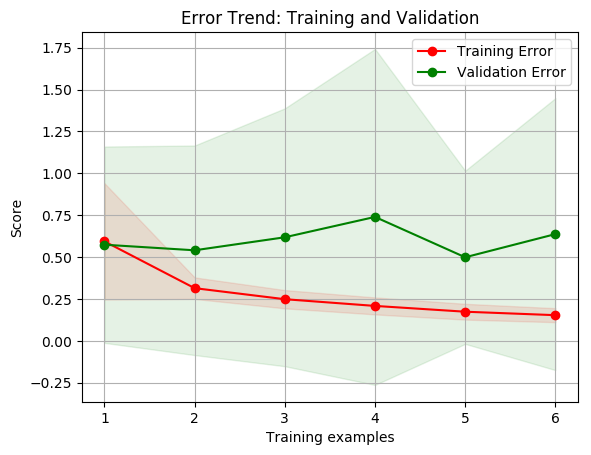 Error Trend: Training and Validation
Training Error
Validation Error
1.75
1.50
1.25
1.00
0.75
0.50
0.25
0.00
−0.25
Score
1 2 3 4 5 6
Training examples